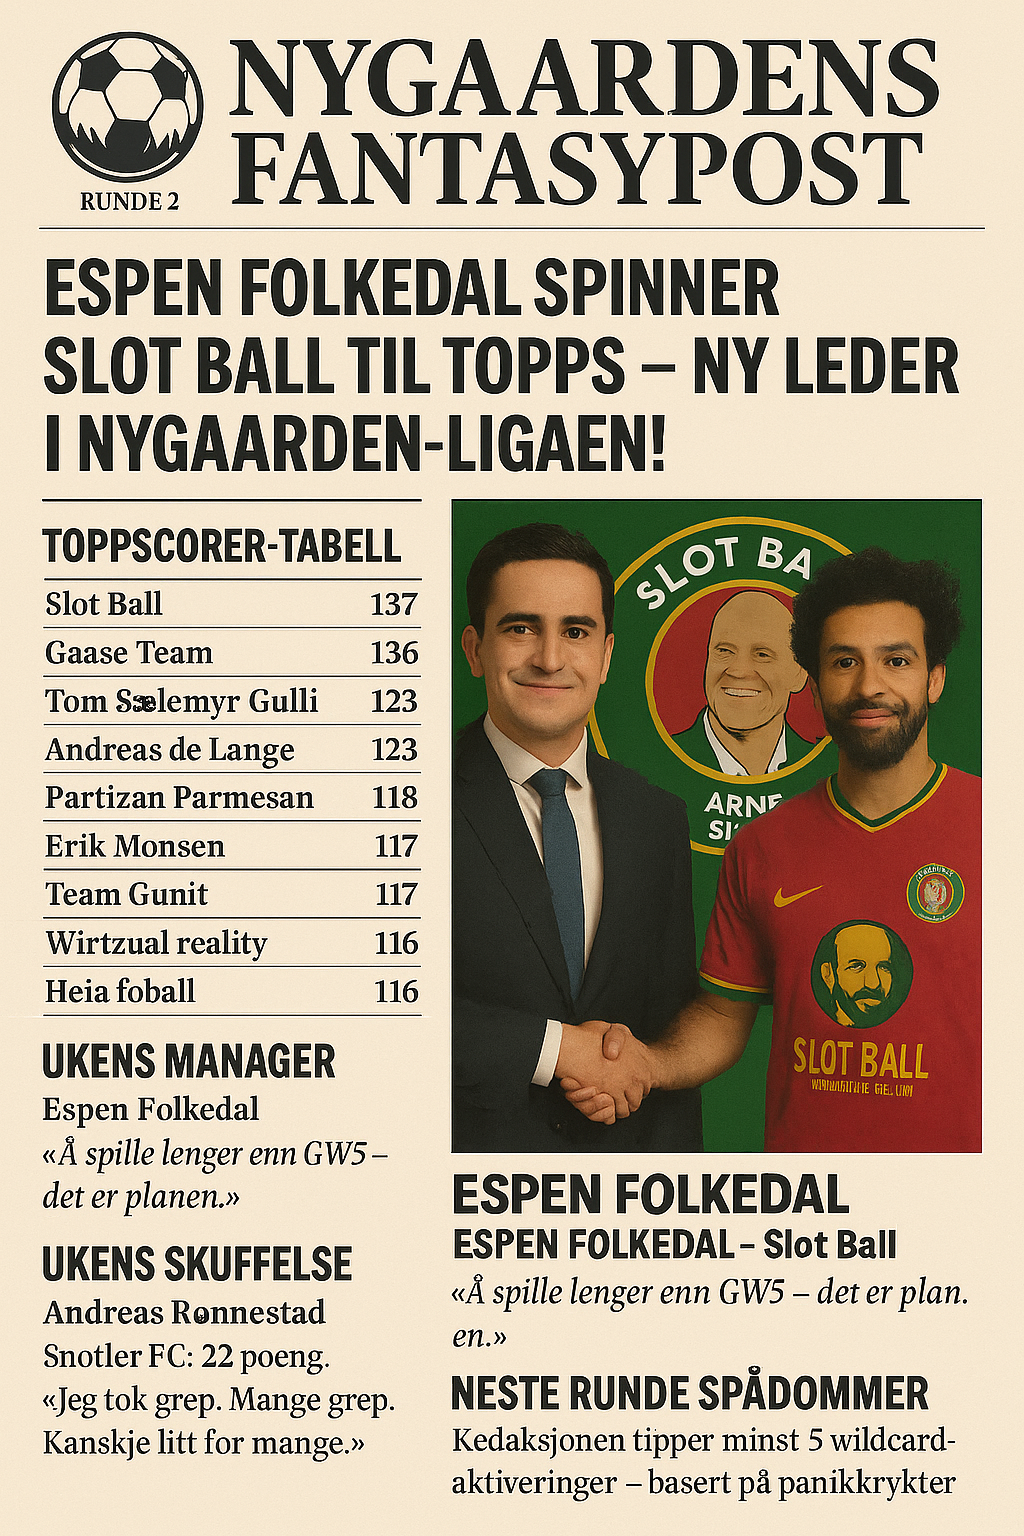 NYGAARDENS
FANTASYPOST
RUNDE 2
ESPEN FOLKEDAL SPINNER
SLOT BALL TIL TOPPS – NY LEDER
I NYGAARDEN-LIGAEN!
TOPPSCORER-TABELL
Slot Ball 137
Gaase Team 136
Tom Sælemyr Gulli 123
Andreas de Lange 123
Partizan Parmesan 118
Erik Monsen 117
Team Gunit 117
Wirtzual reality 116
Heia foball 116
UKENS MANAGER
Espen Folkedal
«Å spille lenger enn GW5 –
det er planen.»
UKENS SKUFFELSE
Andreas Rønnestad
Snotler FC: 22 poeng.
«Jeg tok grep. Mange grep.
Kanskje litt for mange.»
SLOT BA
ARNE
SLOT BALL
ESPEN FOLKEDAL
ESPEN FOLKEDAL – Slot Ball
«Å spille lenger enn GW5 – det er plan.
en.»
NESTE RUNDE SPÅDOMMER
Kedaksjonen tipper minst 5 wildcard-
aktiveringer – basert på panikkrykter